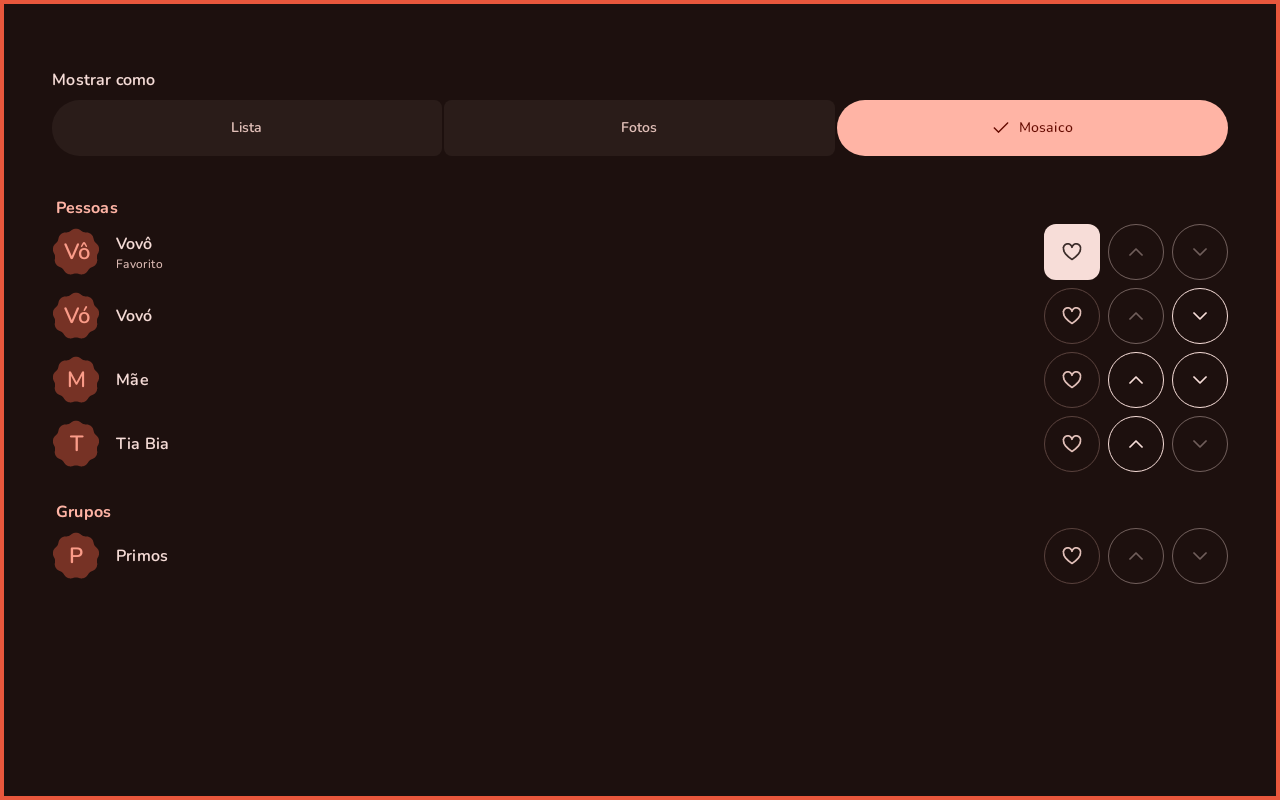 Mostrar como
Lista
Fotos
Mosaico
Pessoas
Vô
Vovô
Favorito
Vó
Vovó
M
Mãe
T
Tia Bia
Grupos
P
Primos